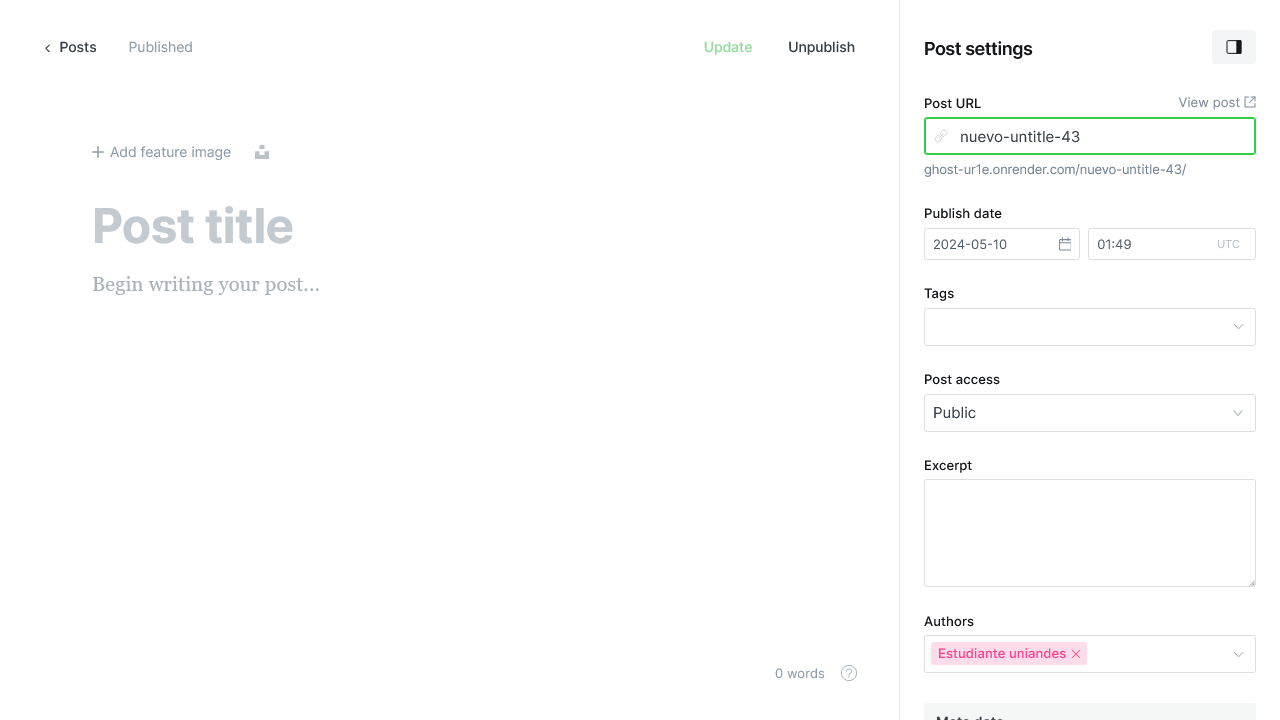 Posts
Published
Update
Unpublish
Add feature image
Post title
Begin writing your post...
0 words
?
Post settings
Post URL
View post
nuevo-untitle-43
ghost-ur1e.onrender.com/nuevo-untitle-43/
Publish date
2024-05-10
01:49
UTC
Tags
Post access
Public
Excerpt
Authors
Estudiante uniandes
Meta data